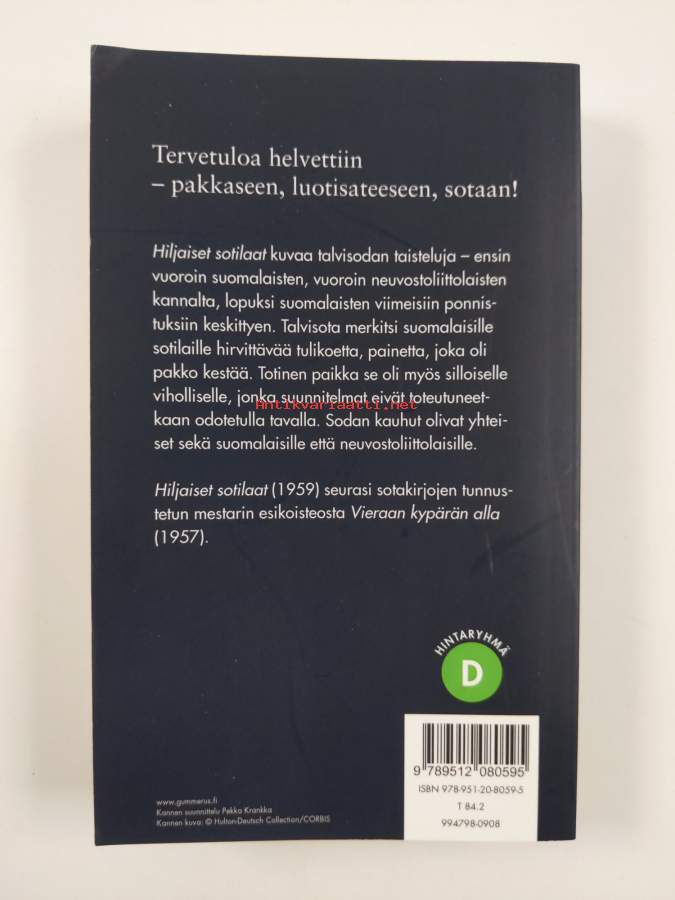 Tervetuloa helvettiin
– pakkaseen, luotisateeseen, sotaan!
Hiljaiset sotilaat kuvaa talvisodan taisteluja – ensin
vuoroin suomalaisten, vuoroin neuvostoliittolaisten
kannalta, lopuksi suomalaisten viimeisiin ponnis-
tuksiin keskittyen. Talvisota merkitsi suomalaisille
sotilaille hirvittävää tulikoetta, painetta, joka oli
pakko kestää. Totinen paikka se oli myös silloiselle
viholliselle, jonka suunnitelmat eivät toteutuneet-
Antikvariaatti.net
kaan odotetulla tavalla. Sodan kauhut olivat yhtei-
set sekä suomalaisille että neuvostoliittolaisille.
Hiljaiset sotilaat (1959) seurasi sotakirjojen tunnus-
tetun mestarin esikoisteosta Vieraan kypärän alla
(1957).
HINTARYHMÄ
D
9 789512 080595
ISBN 978-951-20-8059-5
T 84.2
994798-0908
www.gummerus.fi
Kannen suunnittelu Pekka Krankka
Kannen kuva: © Hulton-Deutsch Collection/CORBIS